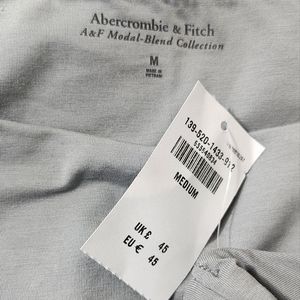 Abercrombie & Fitch
A&F Modal-Blend Collection
M
MADE IN
VIETNAM
139-520-1433-912
MEDIUM
UK £ 45
EU € 45